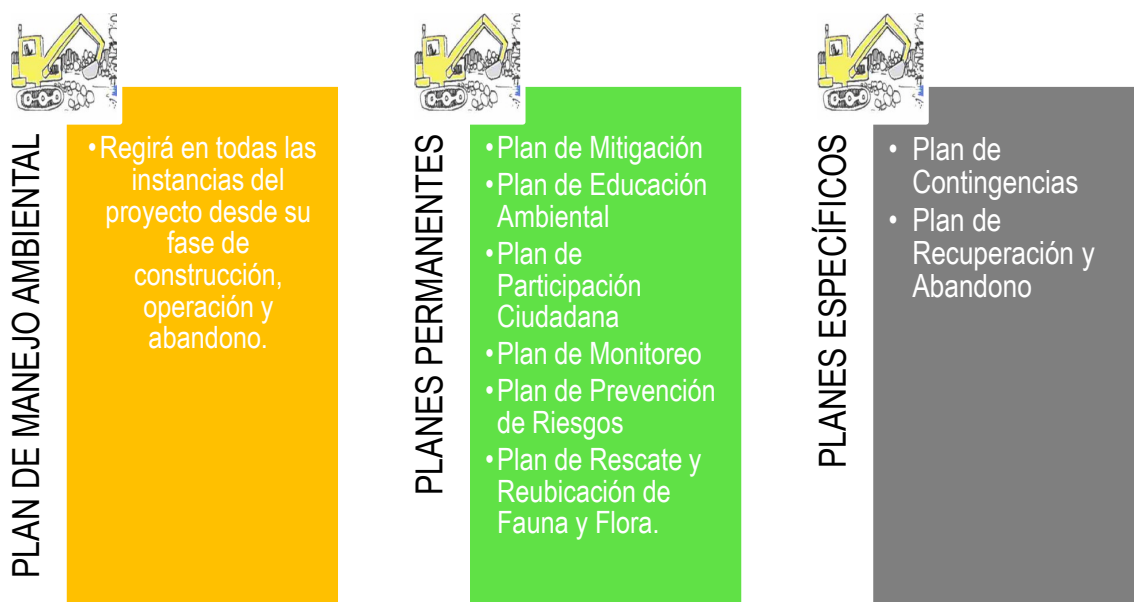 PLAN DE MANEJO AMBIENTAL
•Regirá en todas las
instancias del
proyecto desde su
fase de
construcción,
operación y
abandono.
PLANES PERMANENTES
•Plan de Mitigación
•Plan de Educación
Ambiental
•Plan de
Participación
Ciudadana
•Plan de Monitoreo
•Plan de Prevención
de Riesgos
•Plan de Rescate y
Reubicación de
Fauna y Flora.
PLANES ESPECÍFICOS
• Plan de
Contingencias
• Plan de
Recuperación y
Abandono